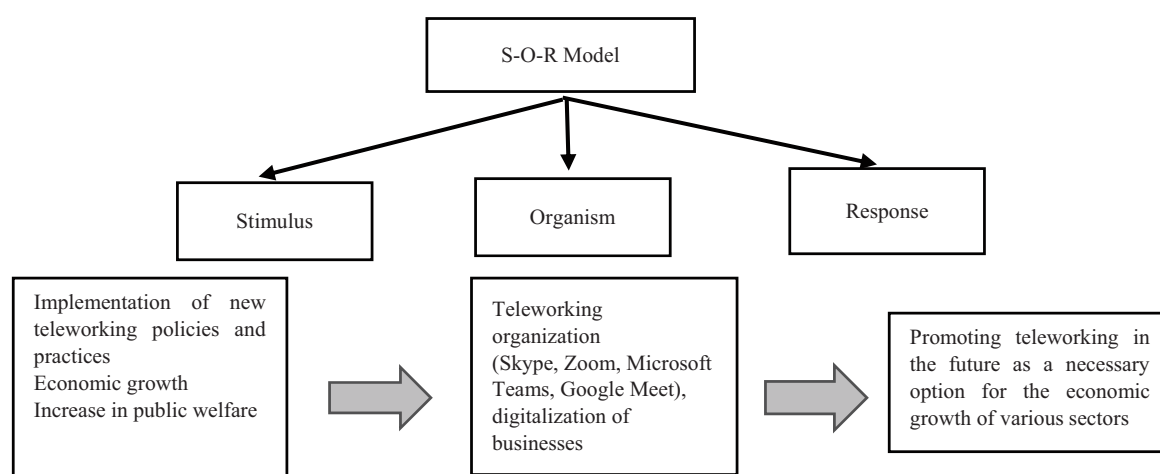 S-O-R Model
Stimulus
Organism
Response
Implementation of new
teleworking policies and
practices
Economic growth
Increase in public welfare
Teleworking
organization
(Skype, Zoom, Microsoft
Teams, Google Meet),
digitalization of
businesses
Promoting teleworking in
the future as a necessary
option for the economic
growth of various sectors